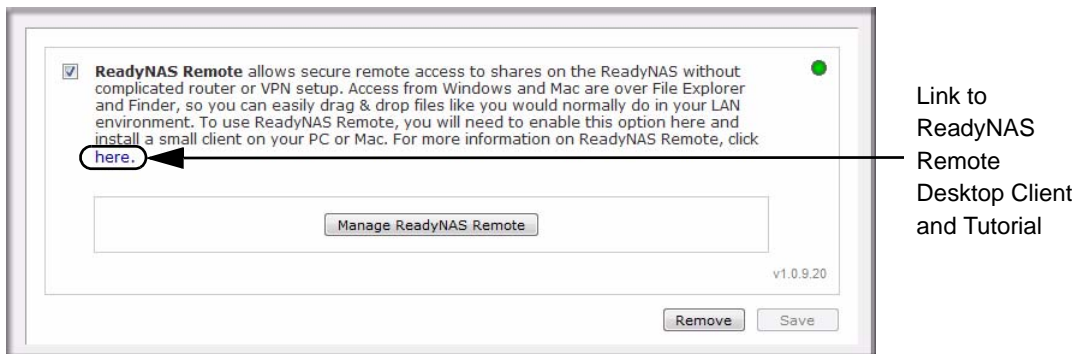 ReadyNAS Remote allows secure remote access to shares on the ReadyNAS without
complicated router or VPN setup. Access from Windows and Mac are over File Explorer
and Finder, so you can easily drag & drop files like you would normally do in your LAN
environment. To use ReadyNAS Remote, you will need to enable this option here and
install a small client on your PC or Mac. For more information on ReadyNAS Remote, click
here.
Manage ReadyNAS Remote
v1.0.9.20
Remove
Save
Link to
ReadyNAS
Remote
Desktop Client
and Tutorial